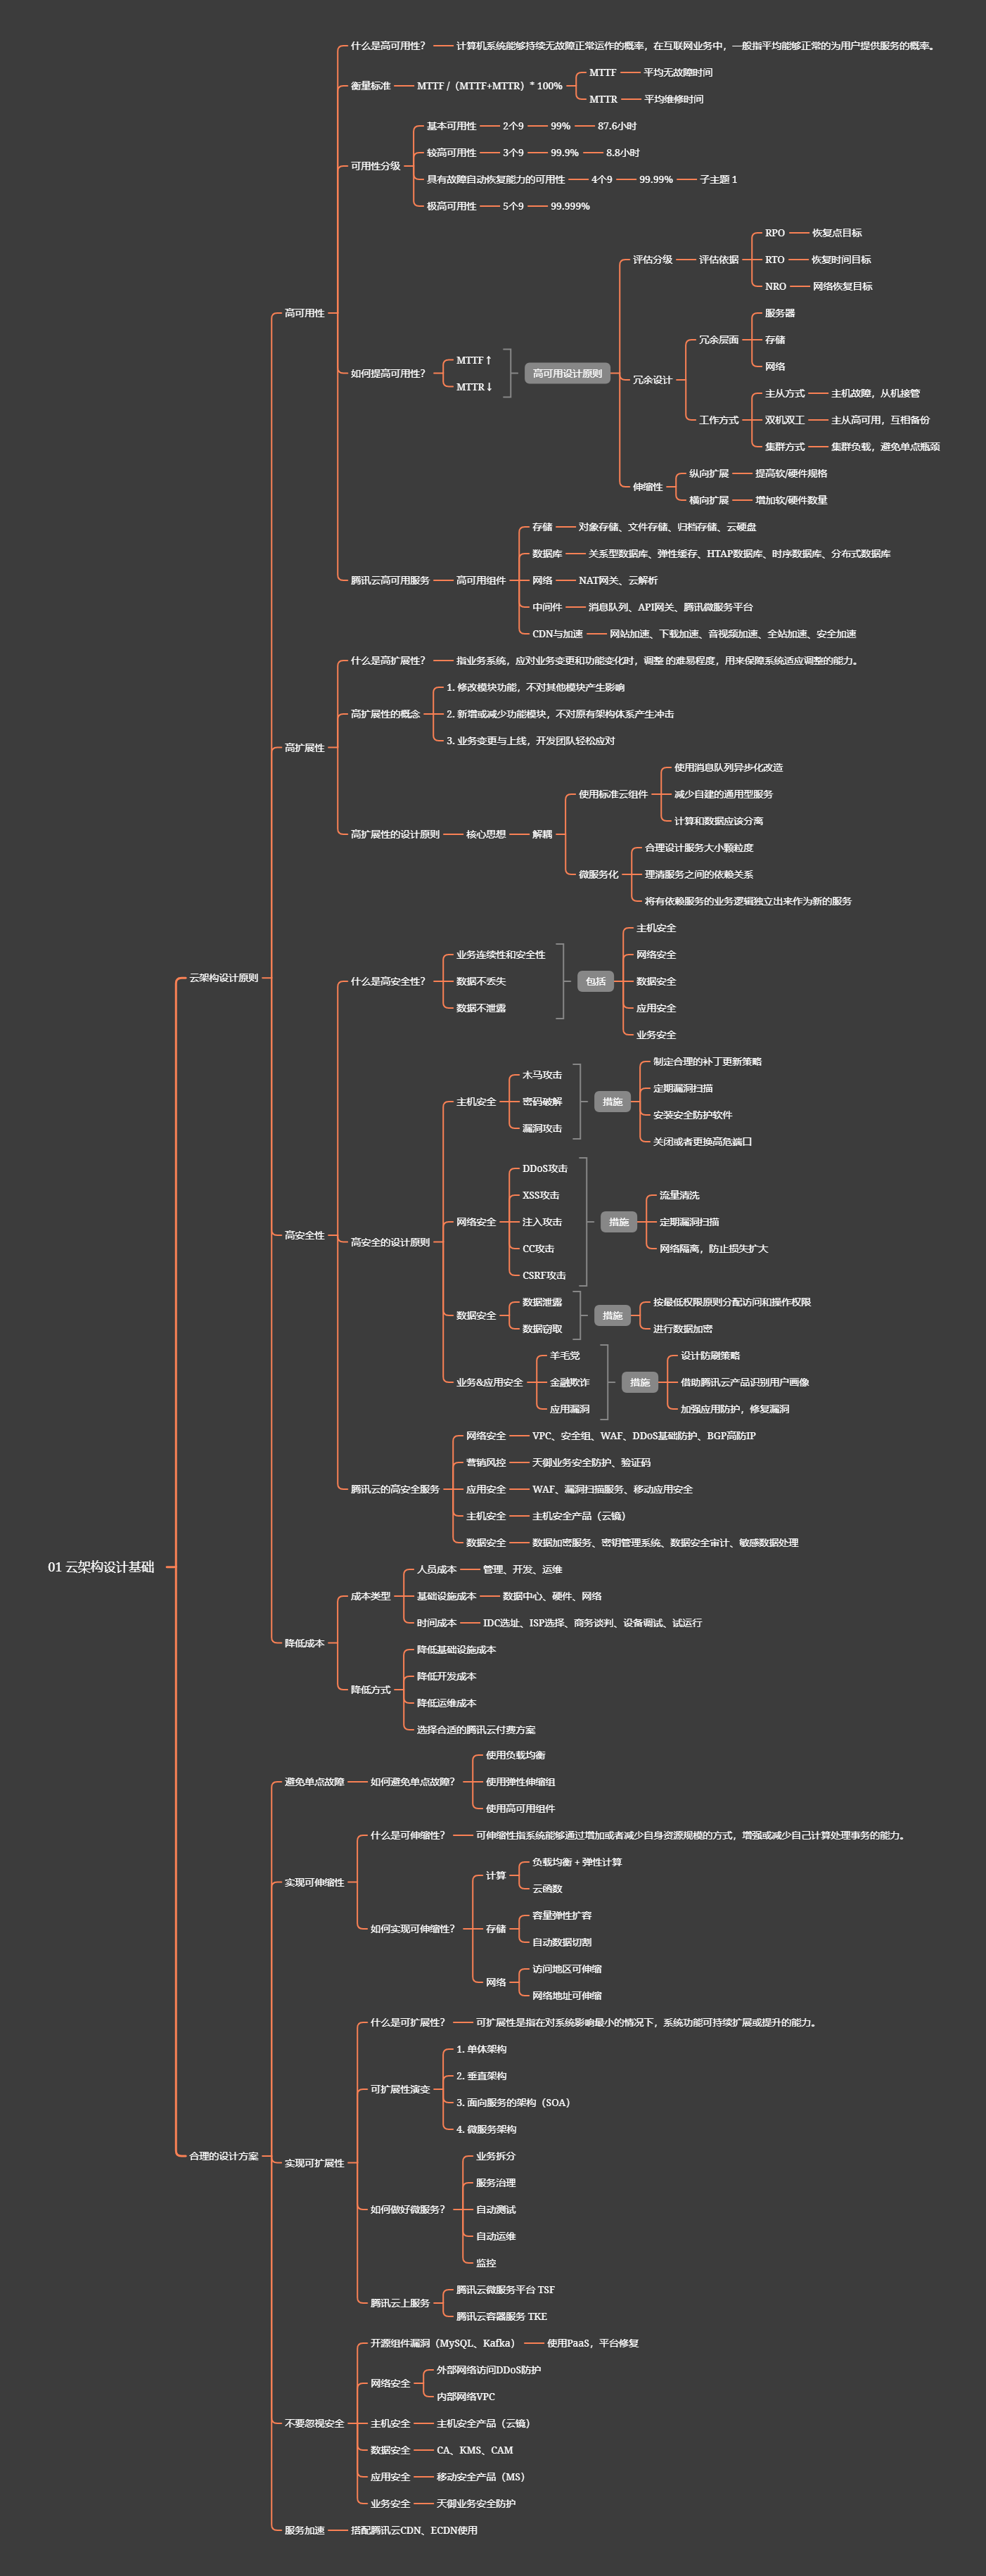 什么是高可用性？ 计算机系统能够持续无故障正常运作的概率，在互联网业务中，一般指平均能够正常的为用户提供服务的概率。
衡量标准 MTTF /（MTTF+MTTR）* 100%
MTTF 平均无故障时间
MTTR 平均维修时间
可用性分级
基本可用性 2个9 99% 87.6小时
较高可用性 3个9 99.9% 8.8小时
具有故障自动恢复能力的可用性 4个9 99.99% 子主题 1
极高可用性 5个9 99.999%
高可用性
如何提高可用性？
MTTF↑
MTTR↓
高可用设计原则
评估分级 评估依据
RPO 恢复点目标
RTO 恢复时间目标
NRO 网络恢复目标
冗余设计
冗余层面
服务器
存储
网络
工作方式
主从方式 主机故障，从机接管
双机双工 主从高可用，互相备份
集群方式 集群负载，避免单点瓶颈
伸缩性
纵向扩展 提高软/硬件规格
横向扩展 增加软/硬件数量
腾讯云高可用服务 高可用组件
存储 对象存储、文件存储、归档存储、云硬盘
数据库 关系型数据库、弹性缓存、HTAP数据库、时序数据库、分布式数据库
网络 NAT网关、云解析
中间件 消息队列、API网关、腾讯微服务平台
CDN与加速 网站加速、下载加速、音视频加速、全站加速、安全加速
高扩展性
什么是高扩展性？ 指业务系统，应对业务变更和功能变化时，调整 的难易程度，用来保障系统适应调整的能力。
高扩展性的概念
1. 修改模块功能，不对其他模块产生影响
2. 新增或减少功能模块，不对原有架构体系产生冲击
3. 业务变更与上线，开发团队轻松应对
高扩展性的设计原则 核心思想 解耦
使用标准云组件
使用消息队列异步化改造
减少自建的通用型服务
计算和数据应该分离
微服务化
合理设计服务大小颗粒度
理清服务之间的依赖关系
将有依赖服务的业务逻辑独立出来作为新的服务
云架构设计原则
高安全性
什么是高安全性？
业务连续性和安全性
数据不丢失
数据不泄露
包括
主机安全
网络安全
数据安全
应用安全
业务安全
高安全的设计原则
主机安全
木马攻击
密码破解
漏洞攻击
措施
制定合理的补丁更新策略
定期漏洞扫描
安装安全防护软件
关闭或者更换高危端口
网络安全
DDoS攻击
XSS攻击
注入攻击
CC攻击
CSRF攻击
措施
流量清洗
定期漏洞扫描
网络隔离，防止损失扩大
数据安全
数据泄露
数据窃取
措施
按最低权限原则分配访问和操作权限
进行数据加密
业务&应用安全
羊毛党
金融欺诈
应用漏洞
措施
设计防刷策略
借助腾讯云产品识别用户画像
加强应用防护，修复漏洞
腾讯云的高安全服务
网络安全 VPC、安全组、WAF、DDoS基础防护、BGP高防IP
营销风控 天御业务安全防护、验证码
应用安全 WAF、漏洞扫描服务、移动应用安全
主机安全 主机安全产品（云镜）
数据安全 数据加密服务、密钥管理系统、数据安全审计、敏感数据处理
01 云架构设计基础
降低成本
成本类型
人员成本 管理、开发、运维
基础设施成本 数据中心、硬件、网络
时间成本 IDC选址、ISP选择、商务谈判、设备调试、试运行
降低方式
降低基础设施成本
降低开发成本
降低运维成本
选择合适的腾讯云付费方案
合理的设计方案
避免单点故障 如何避免单点故障？
使用负载均衡
使用弹性伸缩组
使用高可用组件
实现可伸缩性
什么是可伸缩性？ 可伸缩性指系统能够通过增加或者减少自身资源规模的方式，增强或减少自己计算处理事务的能力。
如何实现可伸缩性？
计算
负载均衡 + 弹性计算
云函数
存储
容量弹性扩容
自动数据切割
网络
访问地区可伸缩
网络地址可伸缩
实现可扩展性
什么是可扩展性？ 可扩展性是指在对系统影响最小的情况下，系统功能可持续扩展或提升的能力。
可扩展性演变
1. 单体架构
2. 垂直架构
3. 面向服务的架构（SOA）
4. 微服务架构
如何做好微服务？
业务拆分
服务治理
自动测试
自动运维
监控
腾讯云上服务
腾讯云微服务平台 TSF
腾讯云容器服务 TKE
不要忽视安全
开源组件漏洞（MySQL、Kafka） 使用PaaS，平台修复
网络安全
外部网络访问DDoS防护
内部网络VPC
主机安全 主机安全产品（云镜）
数据安全 CA、KMS、CAM
应用安全 移动安全产品（MS）
业务安全 天御业务安全防护
服务加速 搭配腾讯云CDN、ECDN使用